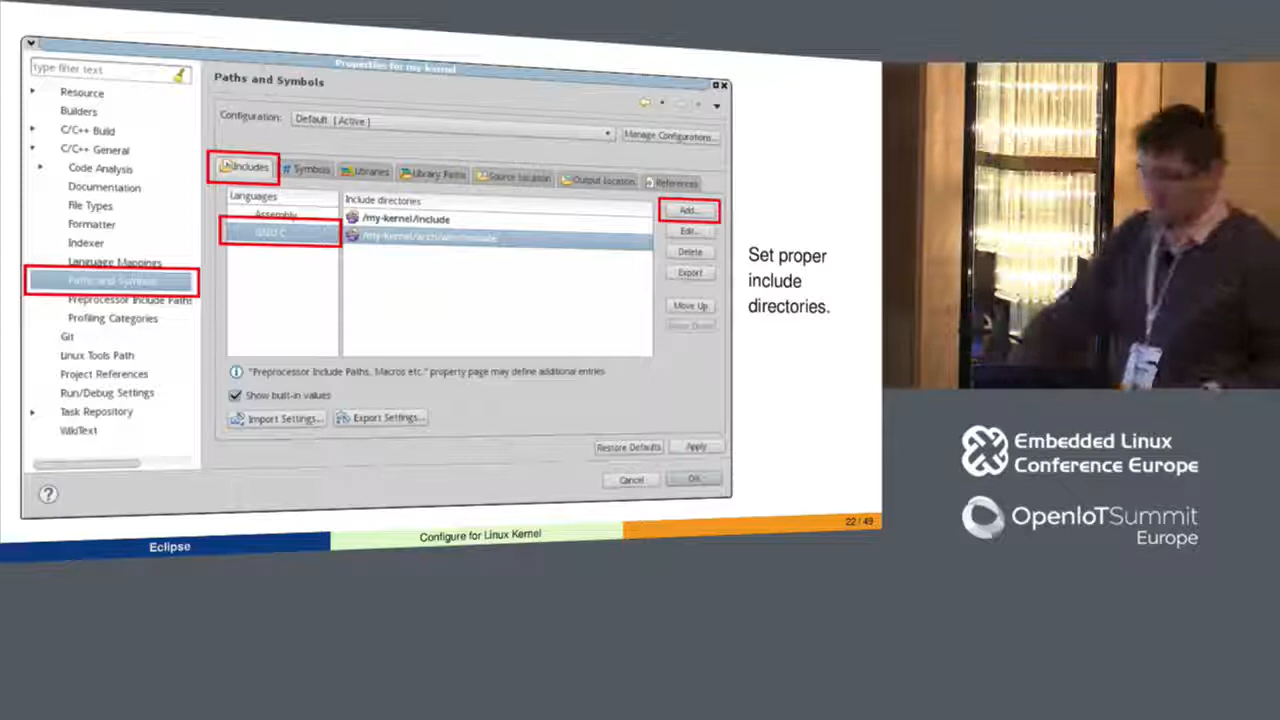 Properties for my kernel
type filter text
Resource
Builders
C/C++ Build
C/C++ General
Code Analysis
Documentation
File Types
Formatter
Indexer
Language Mappings
Paths and Symbols
Preprocessor Include Paths
Profiling Categories
Git
Linux Tools Path
Project References
Run/Debug Settings
Task Repository
WikiText
Paths and Symbols
Configuration:
Default [ Active ]
Manage Configurations...
Includes
# Symbols
Libraries
Library Paths
Source Location
Output Location
References
Languages
Assembly
GNU C
Include directories
/my-kernel/include
Add...
Edit...
Delete
Export
Move Up
Move Down
"Preprocessor Include Paths, Macros etc." property page may define additional entries
Show built-in values
Import Settings...
Export Settings...
Restore Defaults
Apply
?
Cancel
OK
Set proper
include
directories.
Eclipse
Configure for Linux Kernel
22 / 49
Embedded Linux
Conference Europe
OpenIoTSummit
Europe